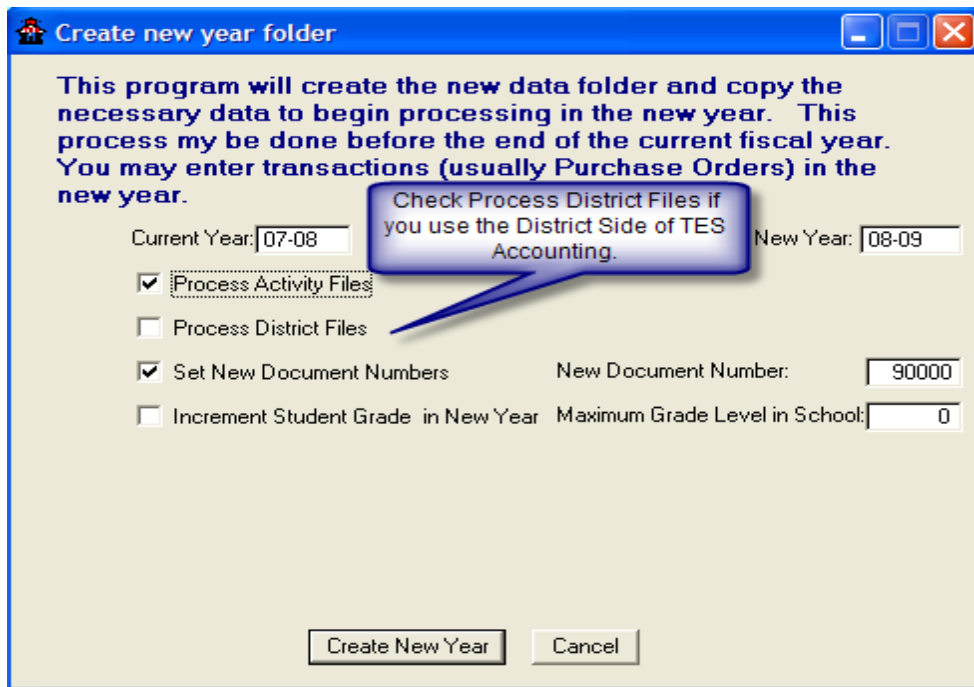 Create new year folder
This program will create the new data folder and copy the
necessary data to begin processing in the new year. This
process my be done before the end of the current fiscal year.
You may enter transactions (usually Purchase Orders) in the
new year.
Check Process District Files if
you use the District Side of TES
Accounting.
Current Year: 07-08 New Year: 08-09
Process Activity Files
Process District Files
Set New Document Numbers New Document Number: 90000
Increment Student Grade in New Year Maximum Grade Level in School: 0
Create New Year Cancel